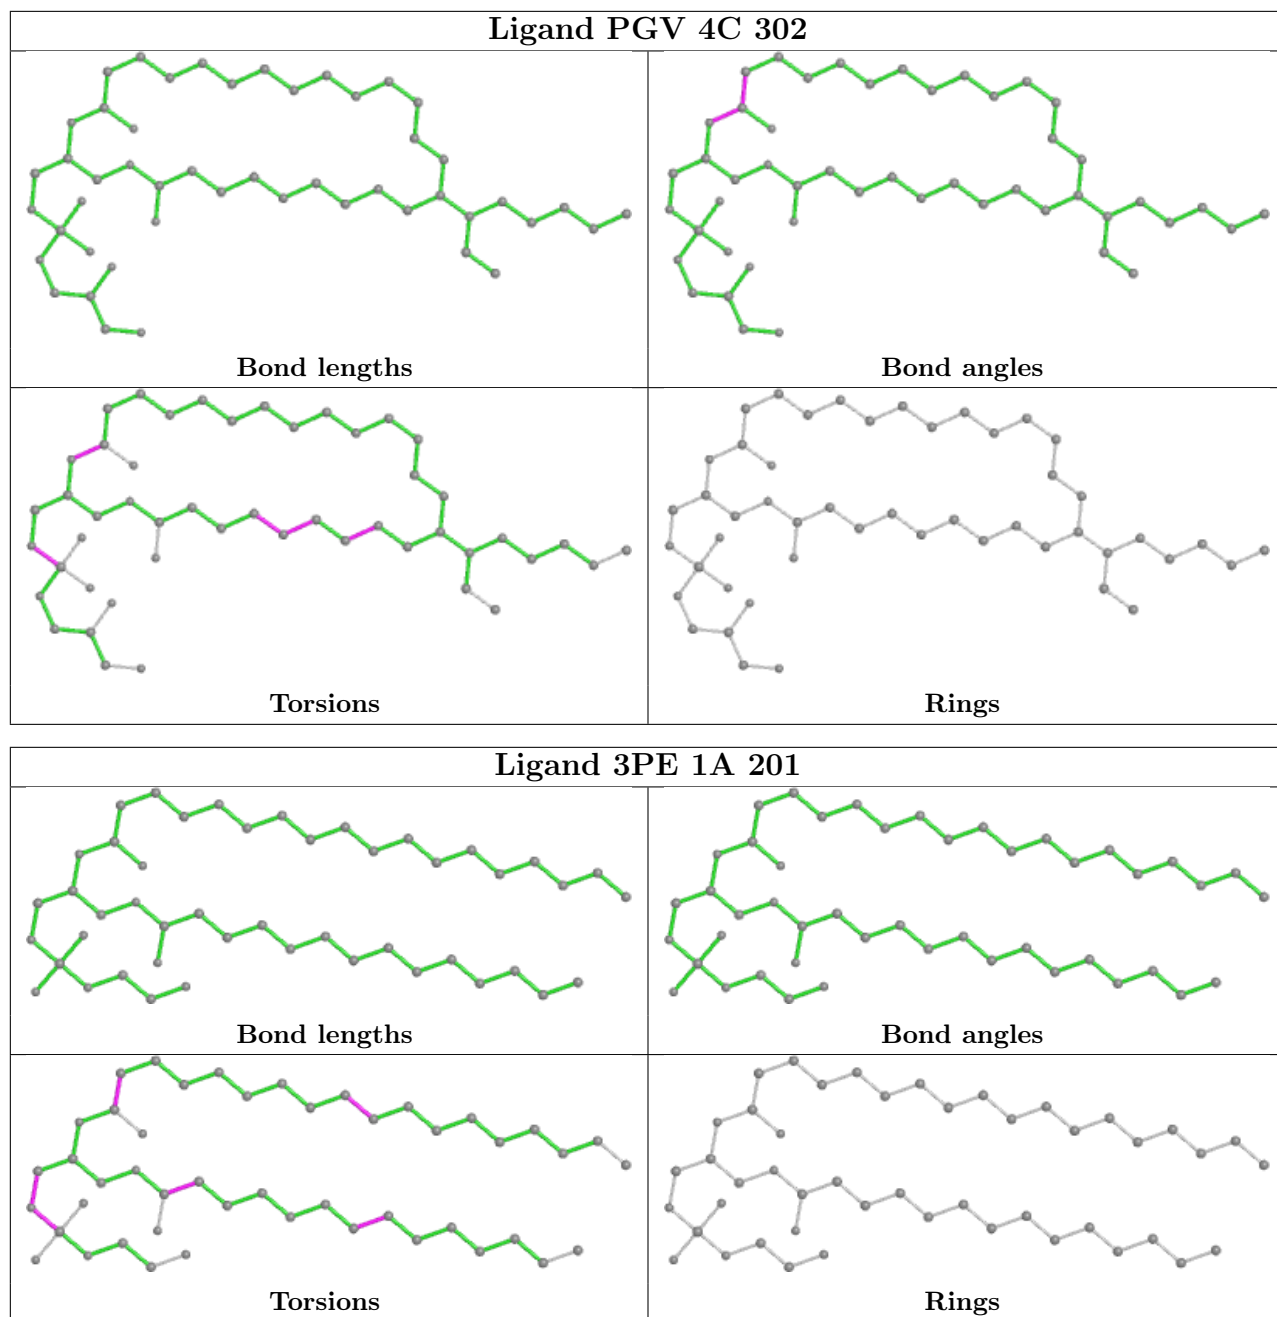 Ligand PGV 4C 302
Bond lengths
Bond angles
Torsions
Rings
Ligand 3PE 1A 201
Bond lengths
Bond angles
Torsions
Rings